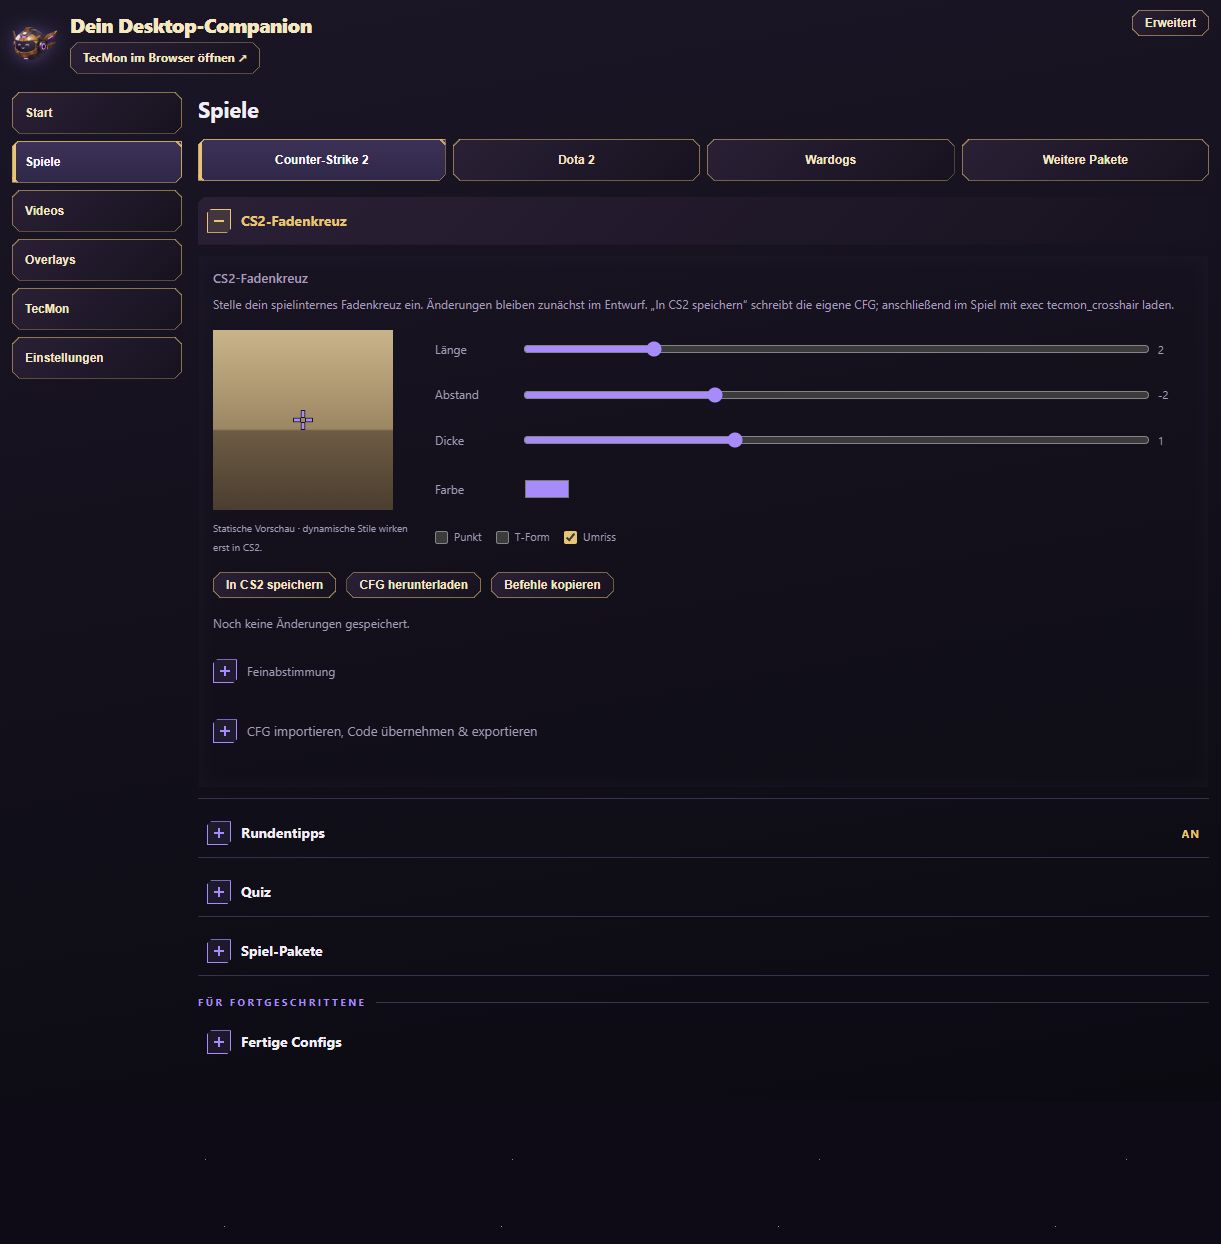 Dein Desktop-Companion
Erweitert
TecMon im Browser öffnen ↗
Start
Spiele
Videos
Overlays
TecMon
Einstellungen
Spiele
Counter-Strike 2
Dota 2
Wardogs
Weitere Pakete
CS2-Fadenkreuz
CS2-Fadenkreuz
Stelle dein spielinternes Fadenkreuz ein. Änderungen bleiben zunächst im Entwurf. „In CS2 speichern“ schreibt die eigene CFG; anschließend im Spiel mit exec tecmon_crosshair laden.
Länge 2
Abstand -2
Dicke 1
Farbe
Statische Vorschau · dynamische Stile wirken
erst in CS2.
Punkt T-Form Umriss
In CS2 speichern
CFG herunterladen
Befehle kopieren
Noch keine Änderungen gespeichert.
Feinabstimmung
CFG importieren, Code übernehmen & exportieren
Rundentipps AN
Quiz
Spiel-Pakete
FÜR FORTGESCHRITTENE
Fertige Configs